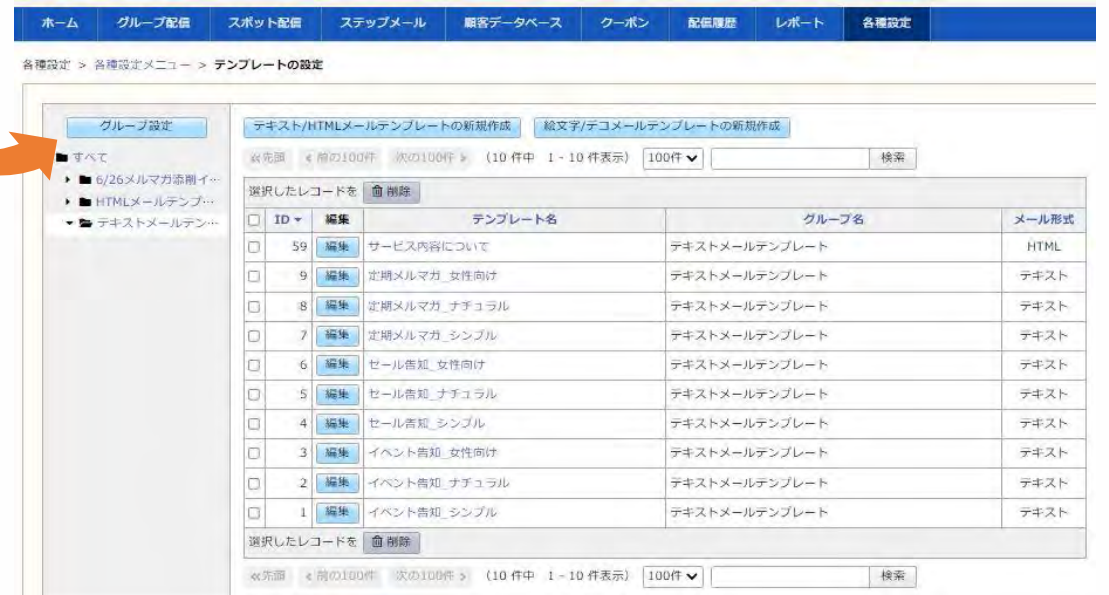 ホーム グループ配信 スポット配信 ステップメール 顧客データベース クーポン 配信履歴 レポート 各種設定
各種設定 > 各種設定メニュー > テンプレートの設定
グループ設定
すべて
6/26メルマガ添削イ…
HTMLメールテンプ…
テキストメールテン…
テキスト/HTMLメールテンプレートの新規作成 絵文字/デコメールテンプレートの新規作成
≪先頭 < 前の100件 次の100件 > (10 件中 1 - 10 件表示) 100件 検索
選択したレコードを 削除
ID 編集 テンプレート名 グループ名 メール形式
59 編集 サービス内容について テキストメールテンプレート HTML
9 編集 定期メルマガ_女性向け テキストメールテンプレート テキスト
8 編集 定期メルマガ_ナチュラル テキストメールテンプレート テキスト
7 編集 定期メルマガ_シンプル テキストメールテンプレート テキスト
6 編集 セール告知_女性向け テキストメールテンプレート テキスト
5 編集 セール告知_ナチュラル テキストメールテンプレート テキスト
4 編集 セール告知_シンプル テキストメールテンプレート テキスト
3 編集 イベント告知_女性向け テキストメールテンプレート テキスト
2 編集 イベント告知_ナチュラル テキストメールテンプレート テキスト
1 編集 イベント告知_シンプル テキストメールテンプレート テキスト
選択したレコードを 削除
≪先頭 < 前の100件 次の100件 > (10 件中 1 - 10 件表示) 100件 検索